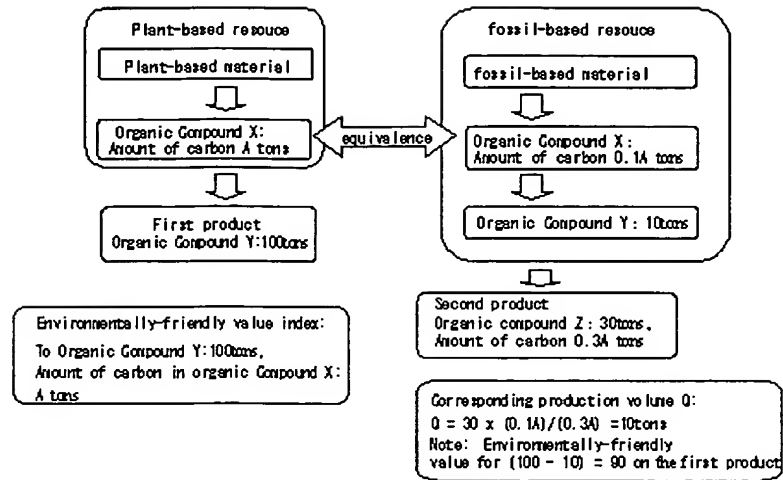 Plant-based resouce
Plant-based material
Organic Compound X:
Amount of carbon A tons
First product
Organic Compound Y:100tons
equivalence
fossil-based resouce
fossil-based material
Organic Compound X:
Amount of carbon 0.1A tons
Organic Compound Y: 10tons
Second product
Organic compound Z: 30tons,
Amount of carbon 0.3A tons
Environmentally-friendly value index:
To Organic Compound Y:100tons,
Amount of carbon in organic Compound X:
A tons
Corresponding production volume Q:
Q = 30 x (0.1A)/(0.3A) =10tons
Note: Environmentally-friendly
value for (100 - 10) = 90 on the first product